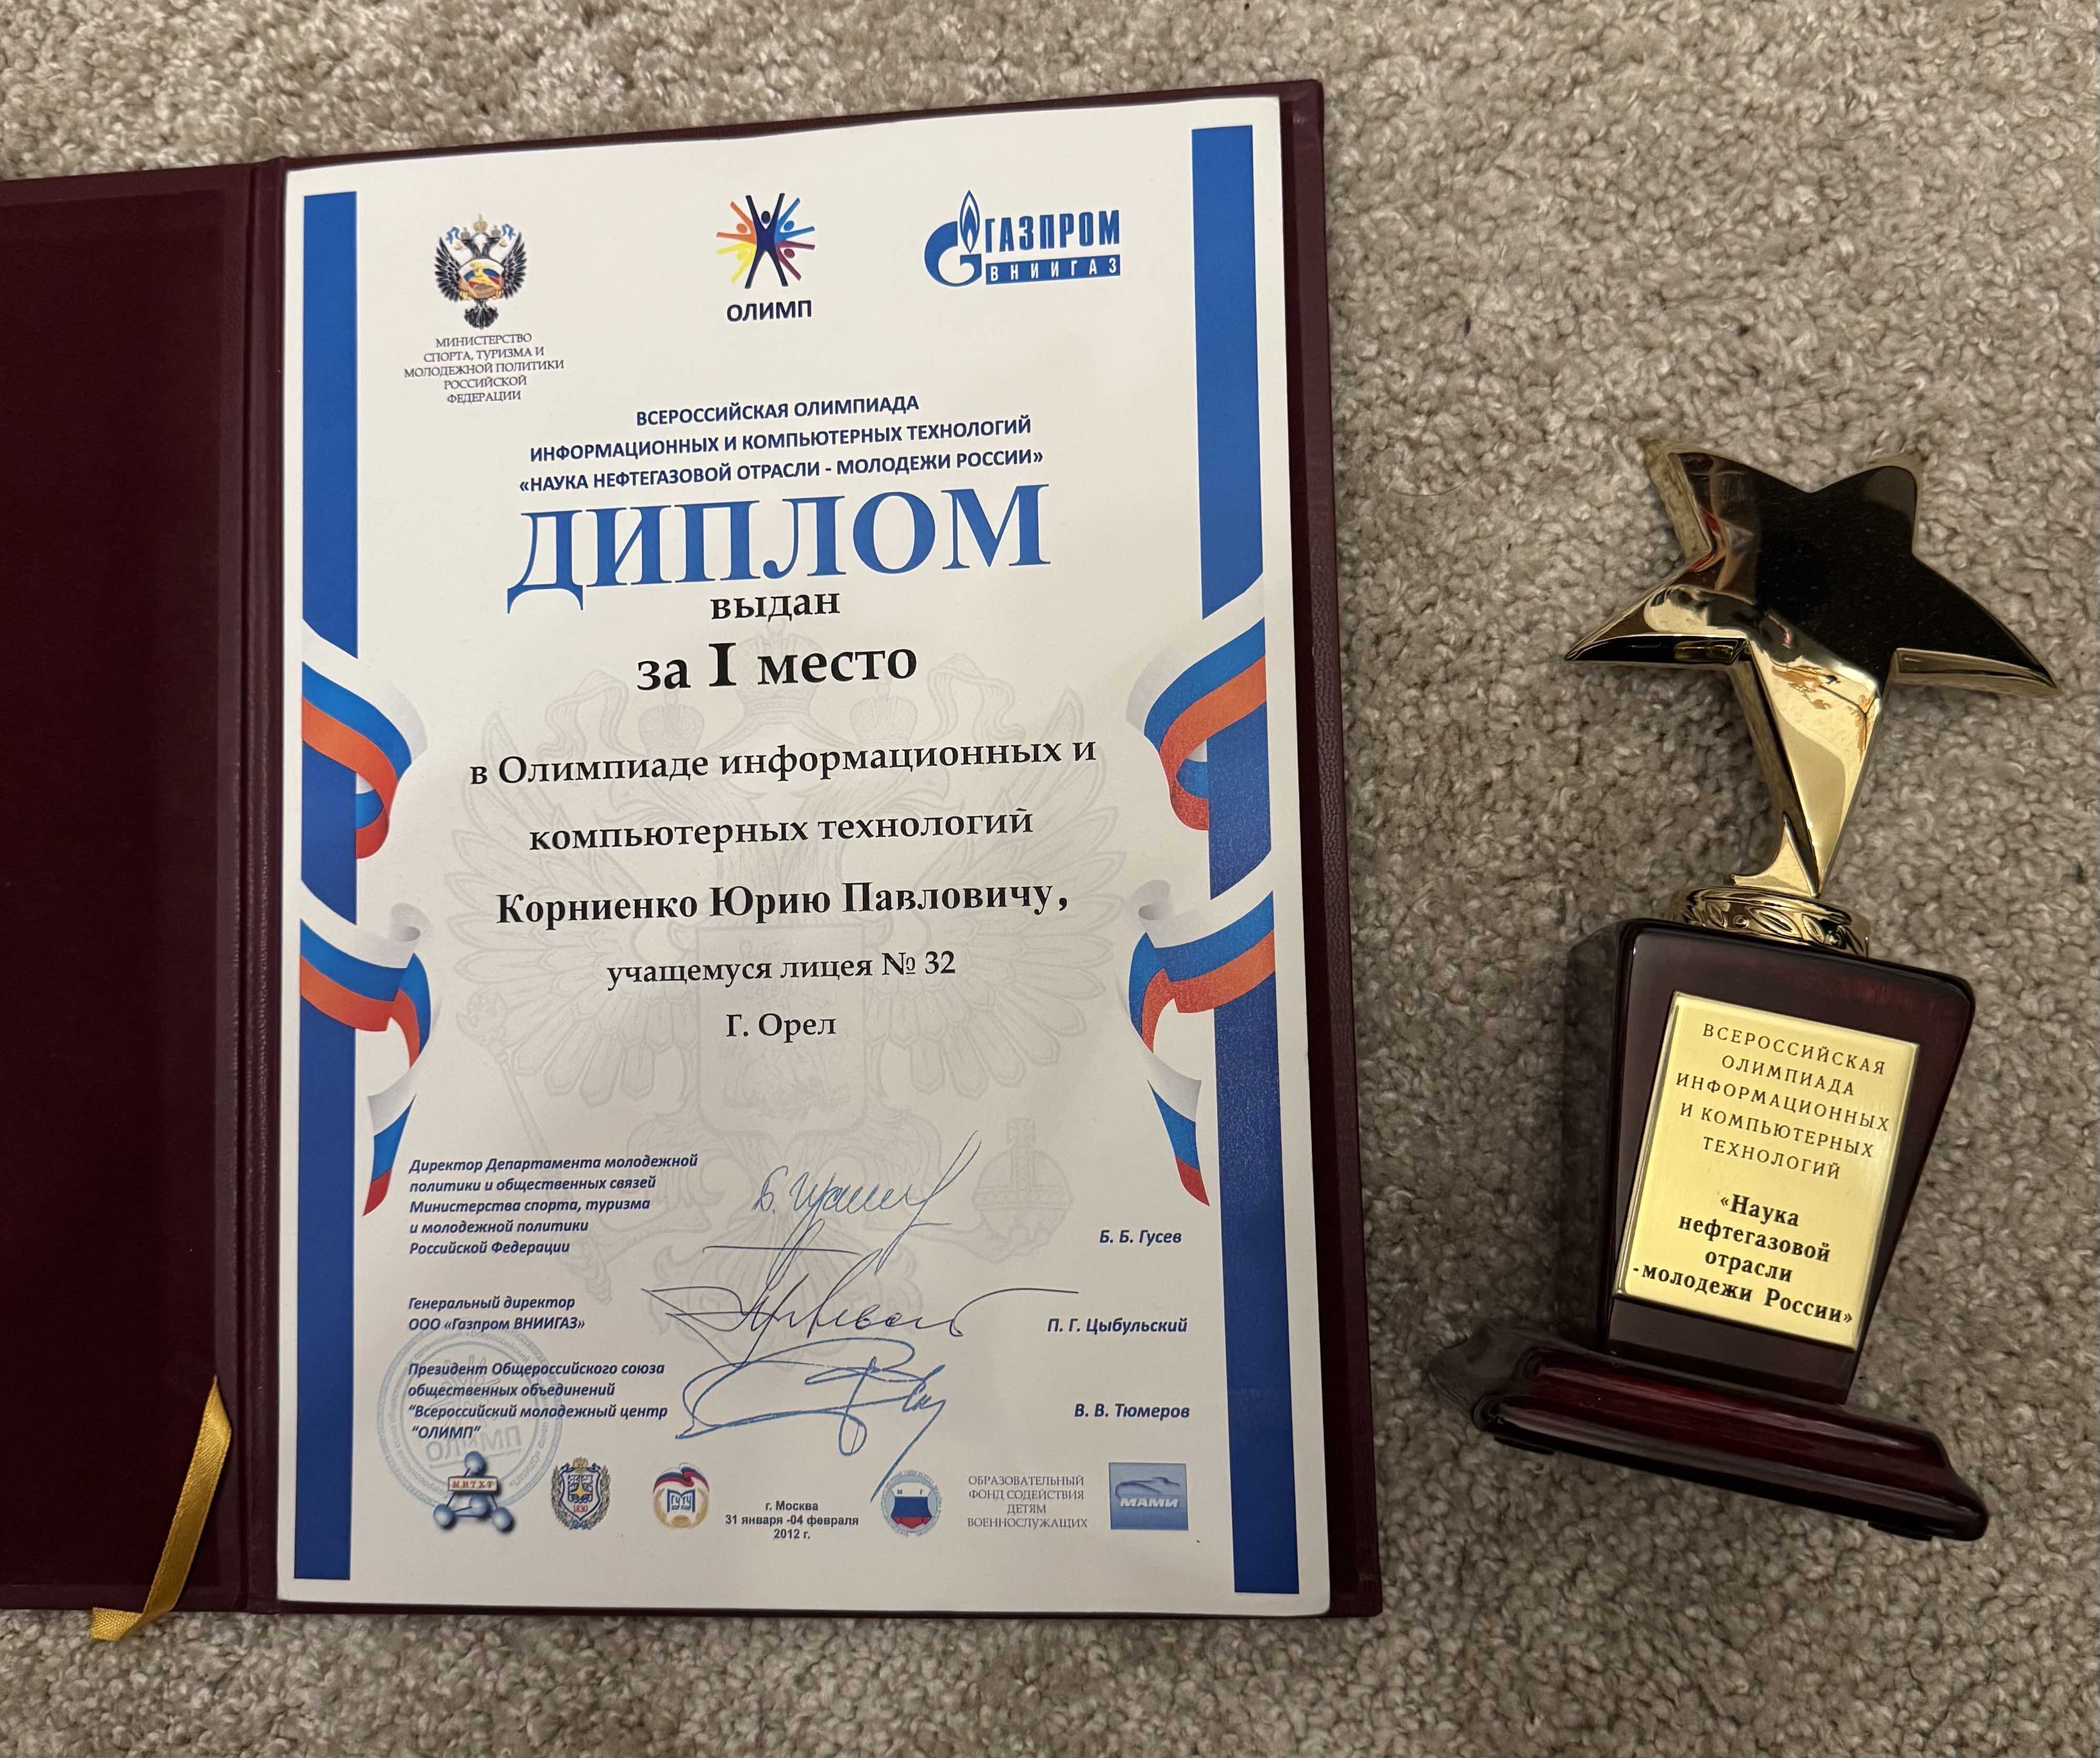 МИНИСТЕРСТВО
СПОРТА, ТУРИЗМА И
МОЛОДЕЖНОЙ ПОЛИТИКИ
РОССИЙСКОЙ
ФЕДЕРАЦИИ
ОЛИМП
ГАЗПРОМ
ВНИИГАЗ
ВСЕРОССИЙСКАЯ ОЛИМПИАДА
ИНФОРМАЦИОННЫХ И КОМПЬЮТЕРНЫХ ТЕХНОЛОГИЙ
«НАУКА НЕФТЕГАЗОВОЙ ОТРАСЛИ - МОЛОДЕЖИ РОССИИ»
ДИПЛОМ
выдан
за I место
в Олимпиаде информационных и
компьютерных технологий
Корниенко Юрию Павловичу,
учащемуся лицея № 32
Г. Орел
Директор Департамента молодежной
политики и общественных связей
Министерства спорта, туризма
и молодежной политики
Российской Федерации
Б. Б. Гусев
Генеральный директор
ООО «Газпром ВНИИГАЗ»
П. Г. Цыбульский
Президент Общероссийского союза
общественных объединений
“Всероссийский молодежный центр
“ОЛИМП”
В. В. Тюмеров
ОЛИМП
МИТХТ
1830
г. Москва
31 января -04 февраля
2012 г.
М Г
ОБРАЗОВАТЕЛЬНЫЙ
ФОНД СОДЕЙСТВИЯ
ДЕТЯМ
ВОЕННОСЛУЖАЩИХ
МАМИ
ВСЕРОССИЙСКАЯ
ОЛИМПИАДА
ИНФОРМАЦИОННЫХ
И КОМПЬЮТЕРНЫХ
ТЕХНОЛОГИЙ
«Наука
нефтегазовой
отрасли
-молодежи России»